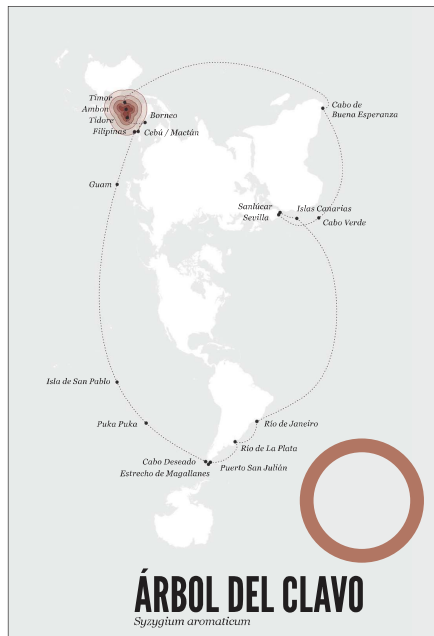 Timor
Ambon
Tidore
Filipinas
Borneo
Cebú / Mactán
Cabo de
Buena Esperanza
Guam
Sanlúcar
Sevilla
Islas Canarias
Cabo Verde
Isla de San Pablo
Puka Puka
Río de Janeiro
Río de La Plata
Cabo Deseado
Estrecho de Magallanes
Puerto San Julián
ÁRBOL DEL CLAVO
Syzygium aromaticum